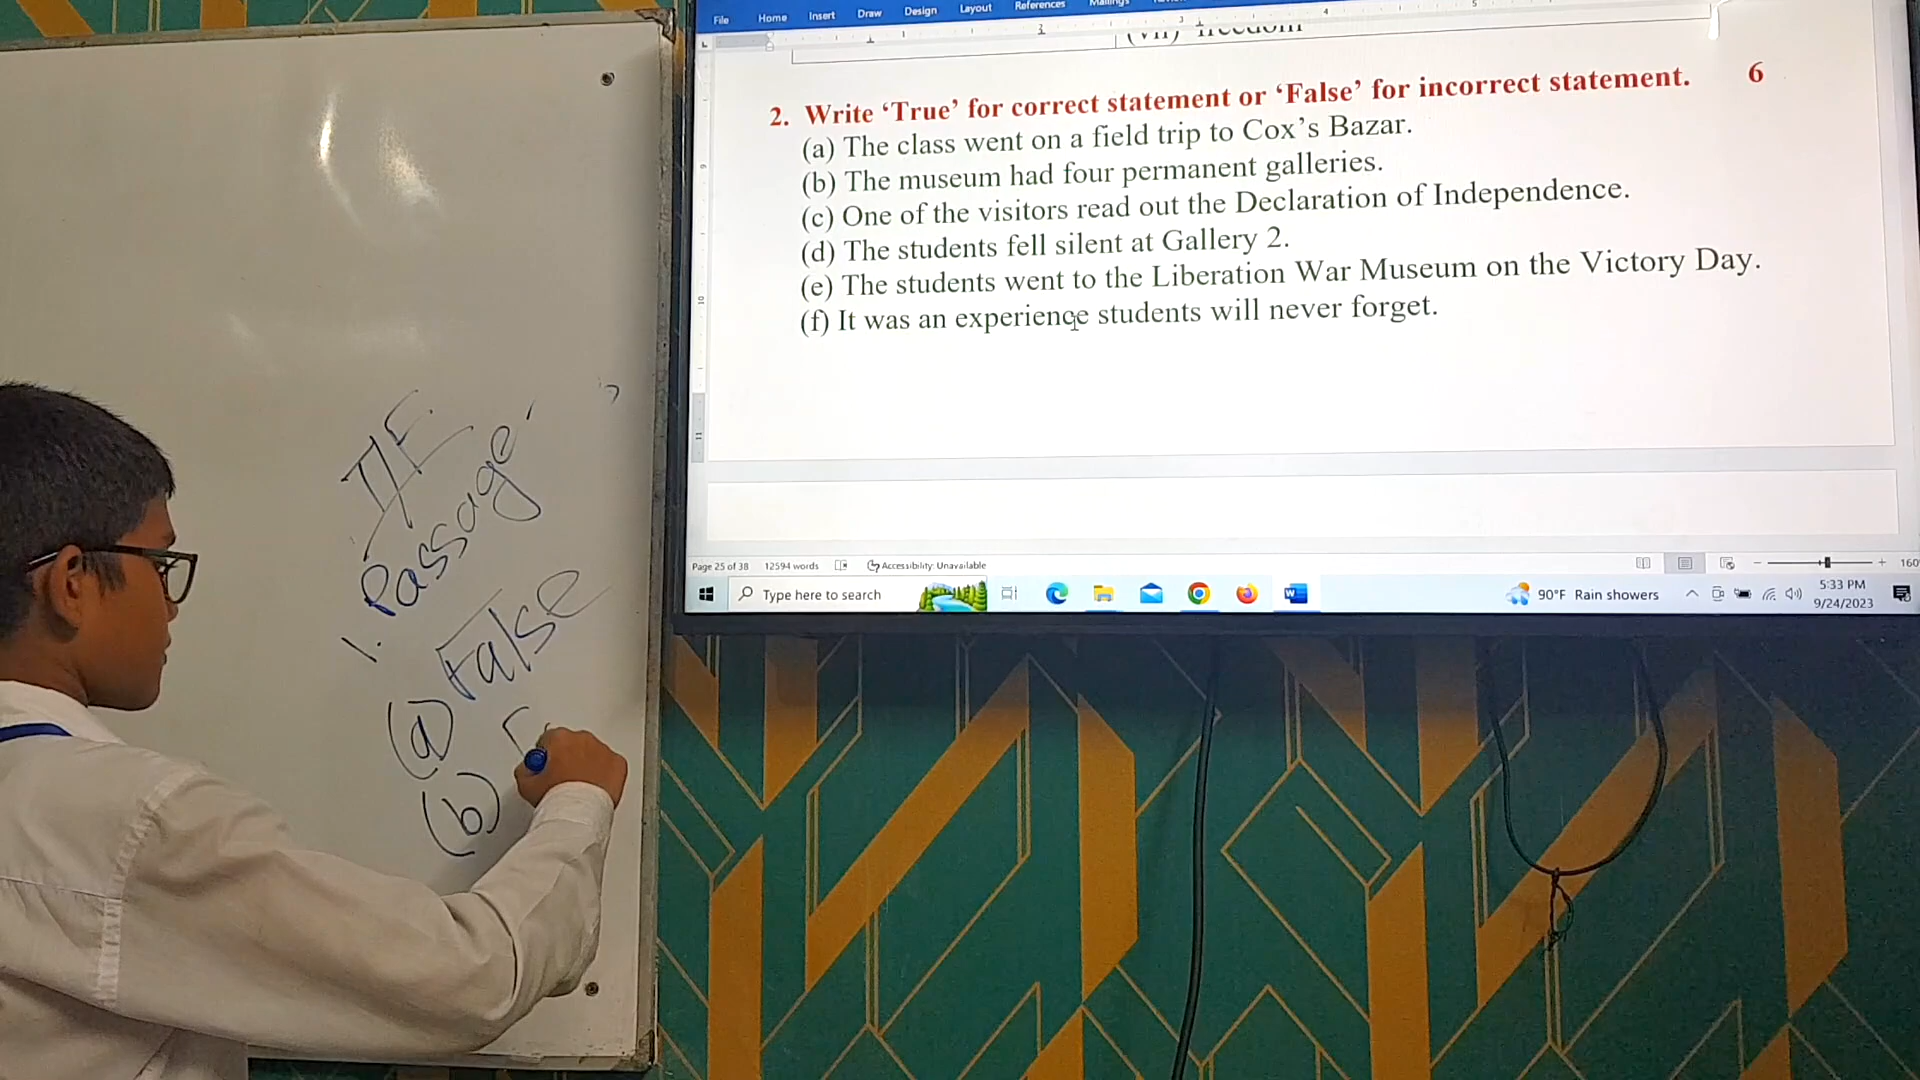 T/F
1. Passage
(a) False
(b) F
File Home Insert Draw Design Layout References Mailings
(vii) freedom
2. Write ‘True’ for correct statement or ‘False’ for incorrect statement. 6
(a) The class went on a field trip to Cox’s Bazar.
(b) The museum had four permanent galleries.
(c) One of the visitors read out the Declaration of Independence.
(d) The students fell silent at Gallery 2.
(e) The students went to the Liberation War Museum on the Victory Day.
(f) It was an experience students will never forget.
Page 25 of 38 12594 words Accessibility: Unavailable 160
Type here to search 90°F Rain showers 5:33 PM
9/24/2023